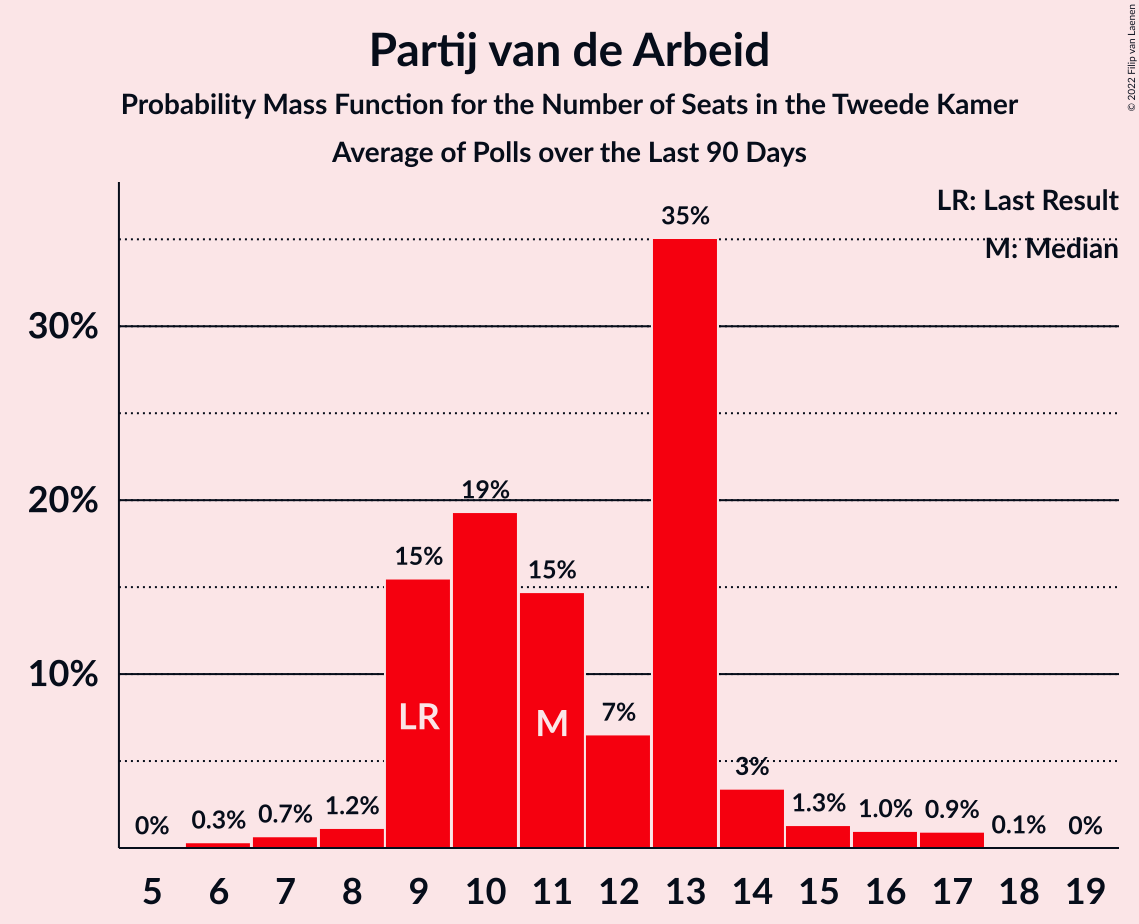 Partij van de Arbeid
Probability Mass Function for the Number of Seats in the Tweede Kamer
Average of Polls over the Last 90 Days
© 2022 Filip van Laenen
LR: Last Result
M: Median
35%
30%
20%
19%
15%
15%
10%
LR
M
7%
3%
0%
0.3%
0.7%
1.2%
1.3%
1.0%
0.9%
0.1%
0%
5 6 7 8 9 10 11 12 13 14 15 16 17 18 19